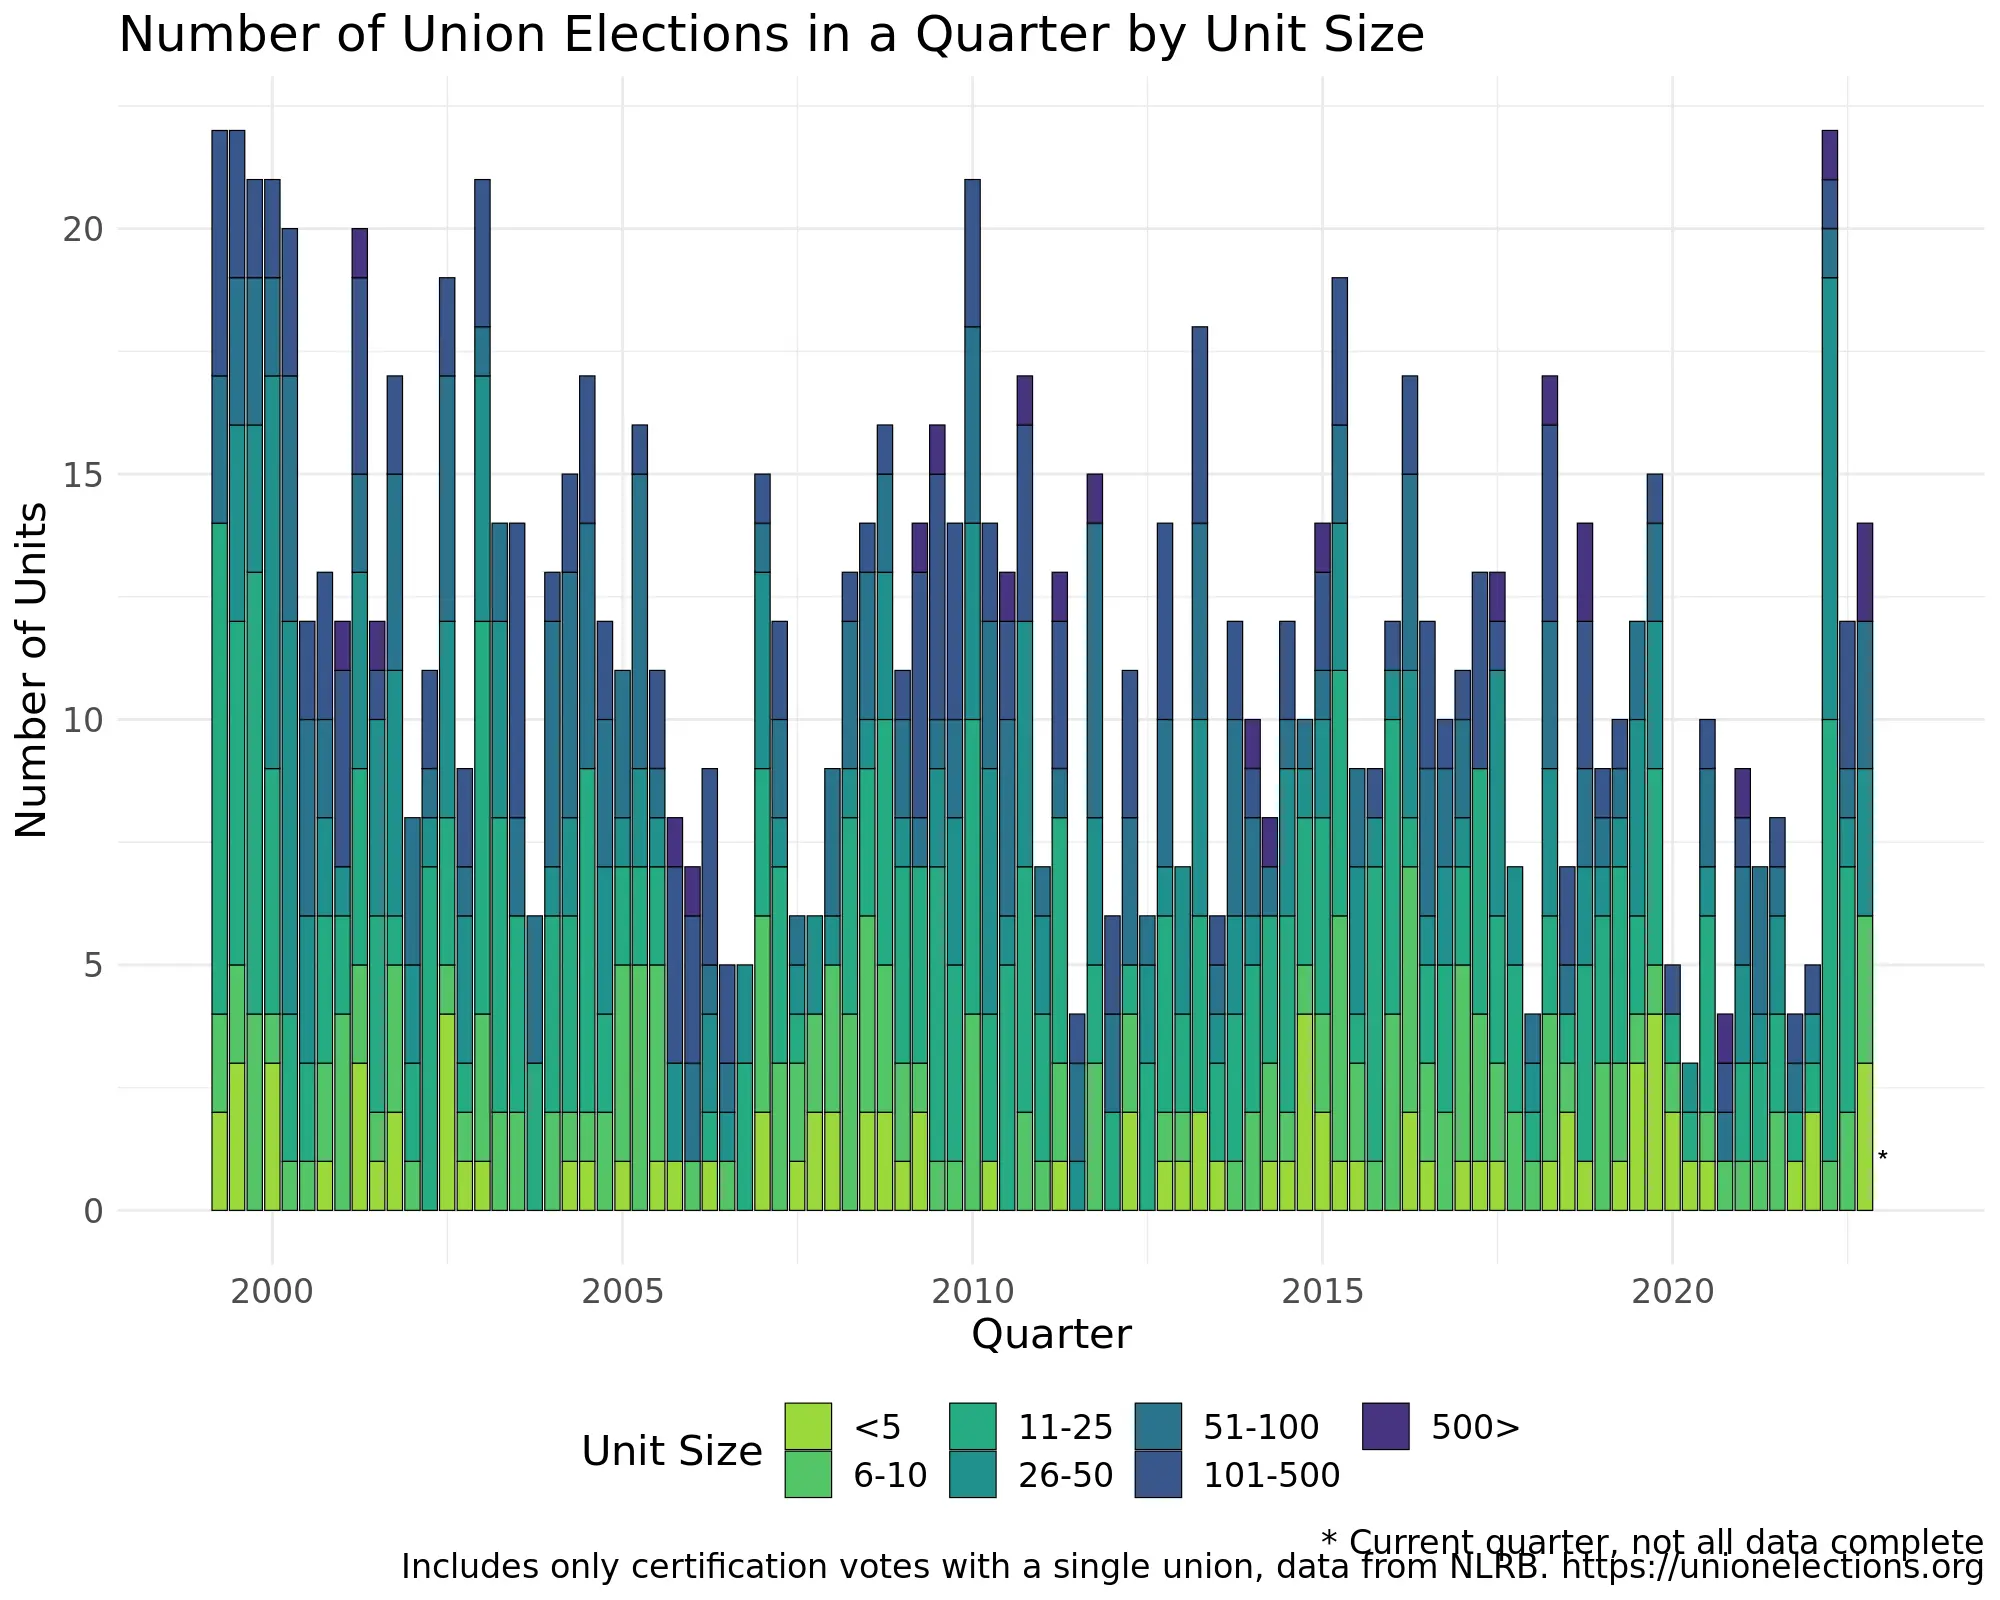 Number of Union Elections in a Quarter by Unit Size
Number of Units
20
15
10
5
0
*
2000 2005 2010 2015 2020
Quarter
Unit Size
<5 11-25 51-100 500>
6-10 26-50 101-500
* Current quarter, not all data complete
Includes only certification votes with a single union, data from NLRB. https://unionelections.org